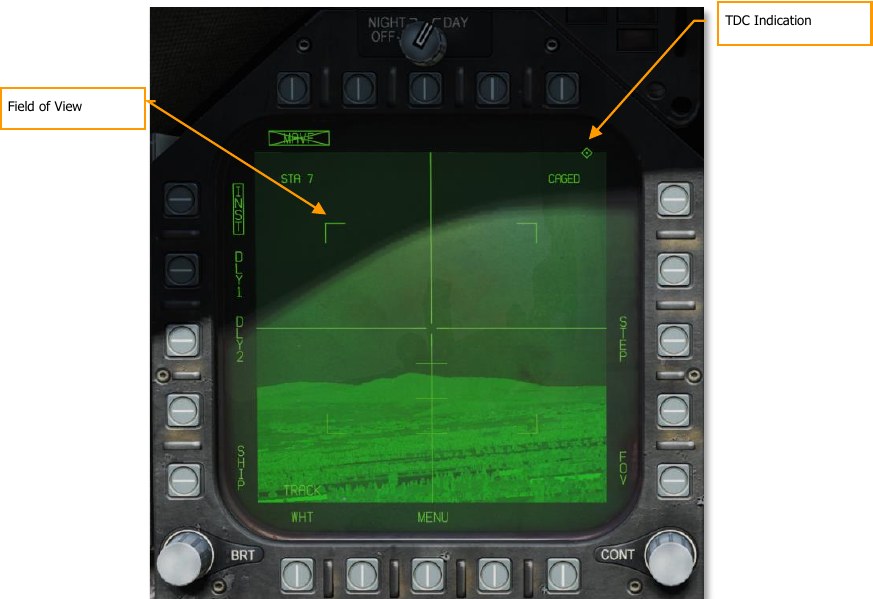 TDC Indication
NIGHT
DAY
OFF
Field of View
MAVF
STA 7
CAGED
INST
DLY1
DLY2
STEP
SHIP
FOV
TRACK
WHT
MENU
BRT
CONT